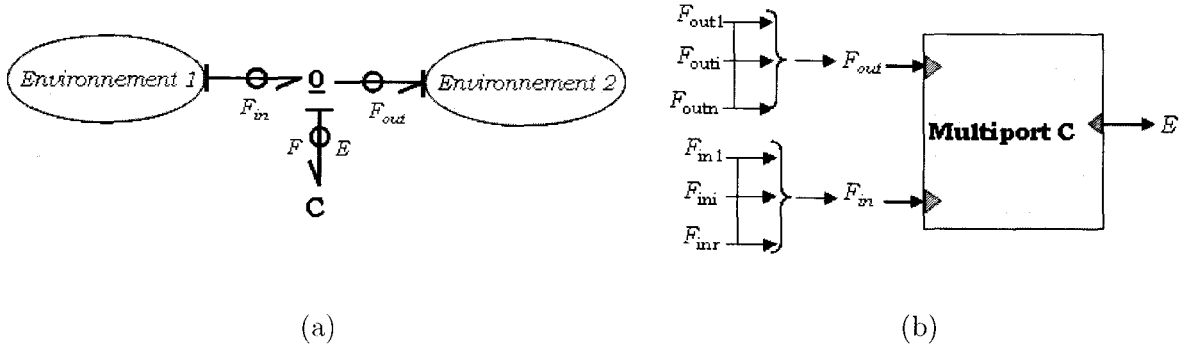 Environnement 1
F_in
0
F_out
Environnement 2
F
E
C
(a)
F_out1
F_outi
F_outn
F_out
F_in1
F_ini
F_inr
F_in
Multiport C
E
(b)